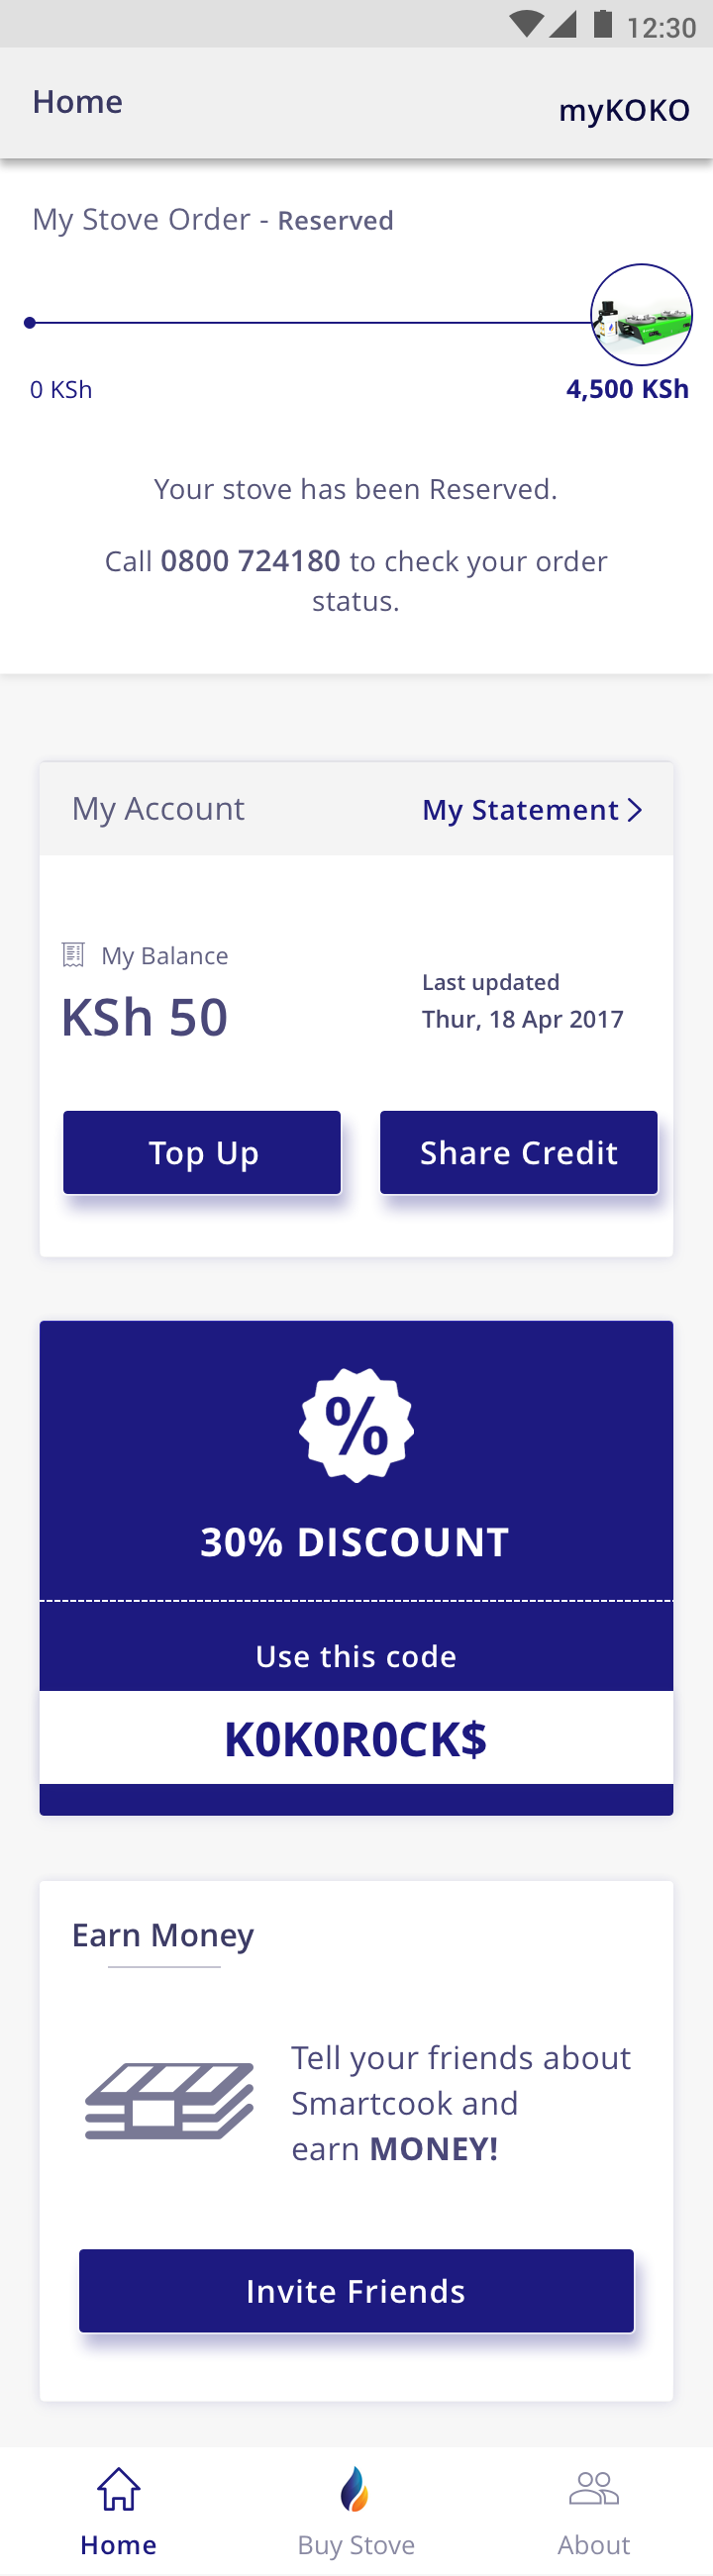 12:30
Home
myKOKO
My Stove Order - Reserved
0 KSh
4,500 KSh
Your stove has been Reserved.
Call 0800 724180 to check your order
status.
My Account
My Statement
My Balance
KSh 50
Last updated
Thur, 18 Apr 2017
Top Up
Share Credit
%
30% DISCOUNT
Use this code
K0K0R0CK$
Earn Money
Tell your friends about
Smartcook and
earn MONEY!
Invite Friends
Home
Buy Stove
About